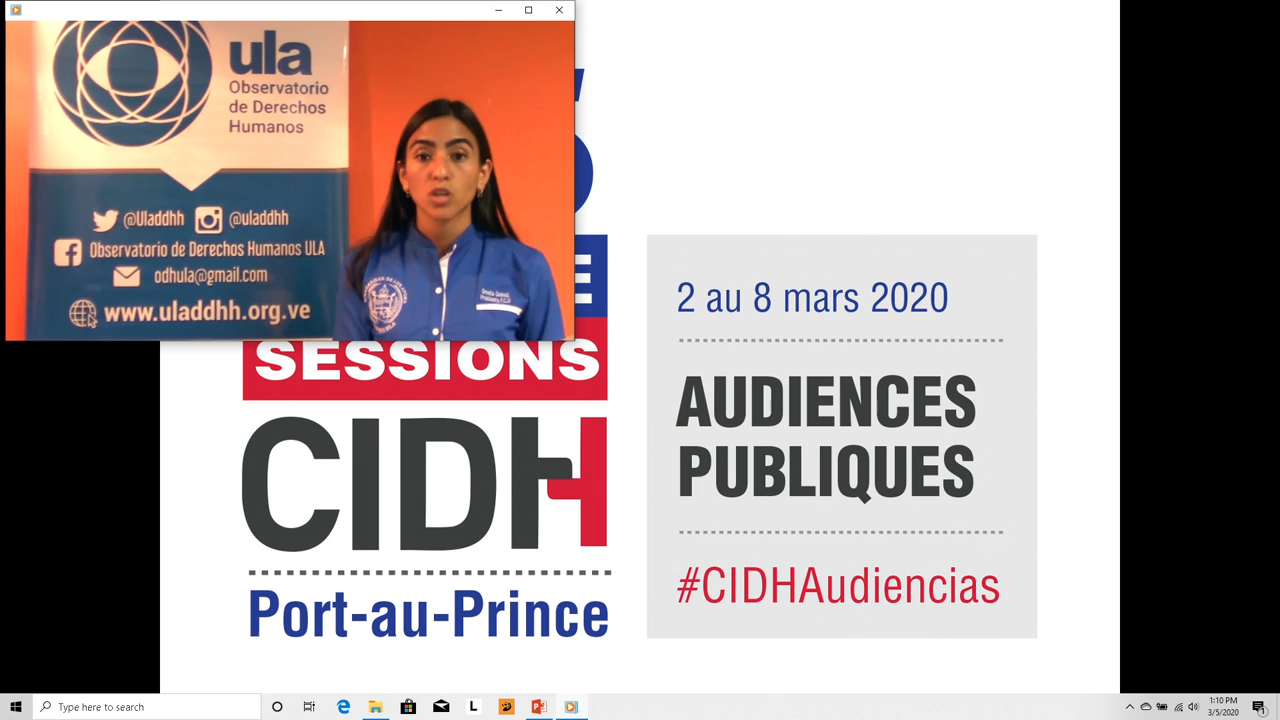 ula
Observatorio
de Derechos
Humanos
@Uladdhh @uladdhh
Observatorio de Derechos Humanos ULA
odhula@gmail.com
www.uladdhh.org.ve
SESSIONS
CIDH
Port-au-Prince
2 au 8 mars 2020
AUDIENCES
PUBLIQUES
#CIDHAudiencias
Type here to search
1:10 PM
3/5/2020